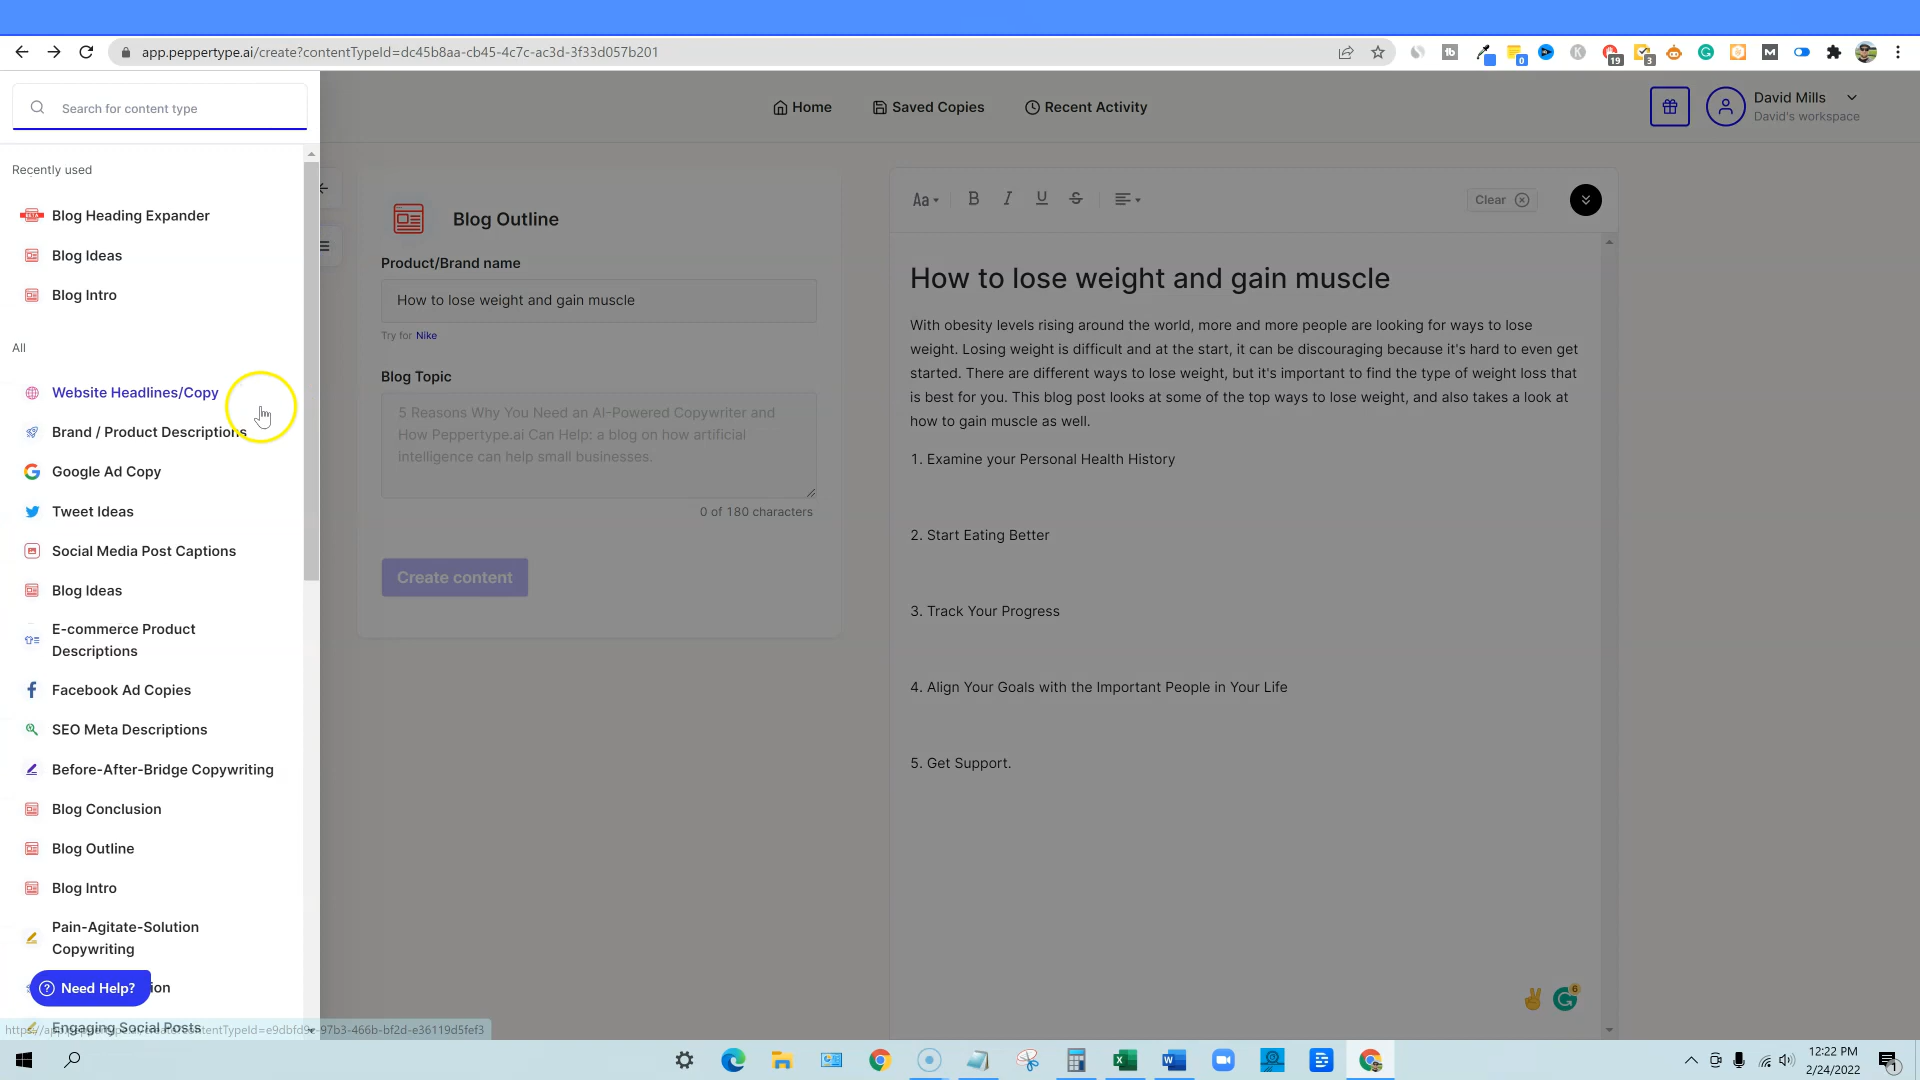 app.peppertype.ai/create?contentTypeId=dc45b8aa-cb45-4c7c-ac3d-3f33d057b201
0
19
3
Search for content type
Home
Saved Copies
Recent Activity
David Mills
David's workspace
Recently used
Blog Heading Expander
Blog Ideas
Blog Intro
All
Website Headlines/Copy
Brand / Product Descriptions
Google Ad Copy
Tweet Ideas
Social Media Post Captions
Blog Ideas
E-commerce Product
Descriptions
Facebook Ad Copies
SEO Meta Descriptions
Before-After-Bridge Copywriting
Blog Conclusion
Blog Outline
Blog Intro
Pain-Agitate-Solution
Copywriting
Need Help?
Engaging Social Posts
Blog Outline
Product/Brand name
How to lose weight and gain muscle
Try for Nike
Blog Topic
5 Reasons Why You Need an AI-Powered Copywriter and
How Peppertype.ai Can Help: a blog on how artificial
intelligence can help small businesses.
0 of 180 characters
Create content
Aa
B
I
U
S
Clear
How to lose weight and gain muscle
With obesity levels rising around the world, more and more people are looking for ways to lose
weight. Losing weight is difficult and at the start, it can be discouraging because it's hard to even get
started. There are different ways to lose weight, but it's important to find the type of weight loss that
is best for you. This blog post looks at some of the top ways to lose weight, and also takes a look at
how to gain muscle as well.
1. Examine your Personal Health History
2. Start Eating Better
3. Track Your Progress
4. Align Your Goals with the Important People in Your Life
5. Get Support.
6
12:22 PM
2/24/2022
1